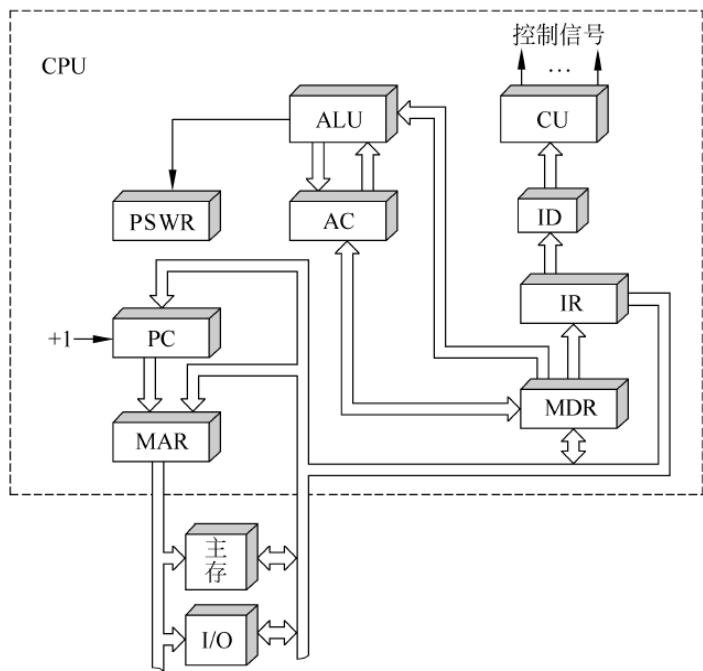 控制信号
CPU
...
ALU
CU
PSWR
AC
ID
IR
+1
PC
MDR
MAR
主存
I/O